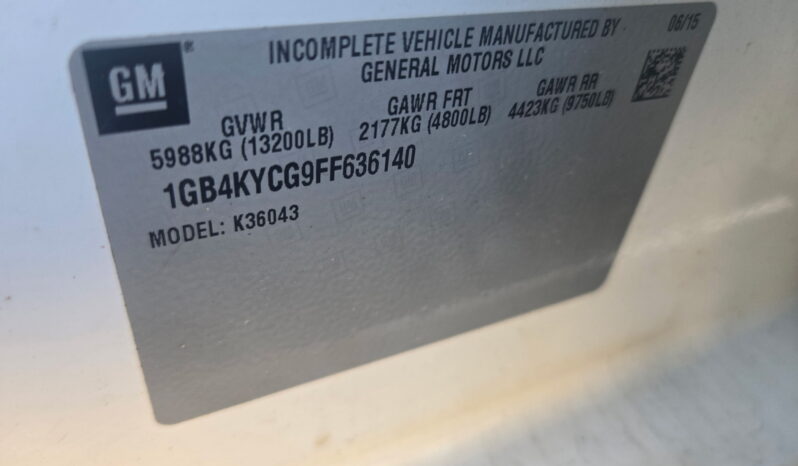 GM®
INCOMPLETE VEHICLE MANUFACTURED BY 06/15
GENERAL MOTORS LLC
GVWR GAWR FRT GAWR RR
5988KG (13200LB) 2177KG (4800LB) 4423KG (9750LB)
1GB4KYCG9FF636140
MODEL: K36043